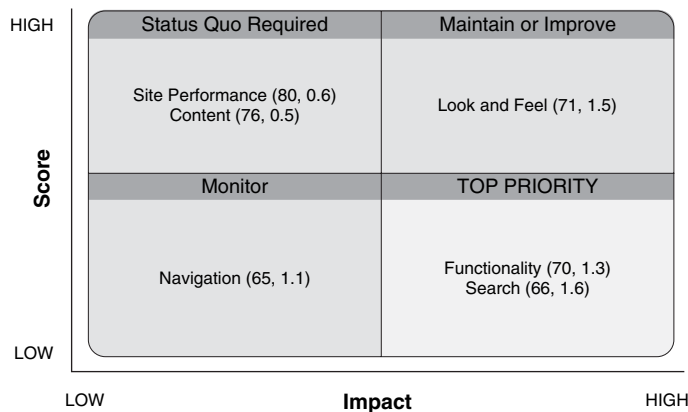 HIGH
Status Quo Required
Maintain or Improve
Site Performance (80, 0.6)
Content (76, 0.5)
Look and Feel (71, 1.5)
Score
Monitor
TOP PRIORITY
Navigation (65, 1.1)
Functionality (70, 1.3)
Search (66, 1.6)
LOW
LOW
Impact
HIGH